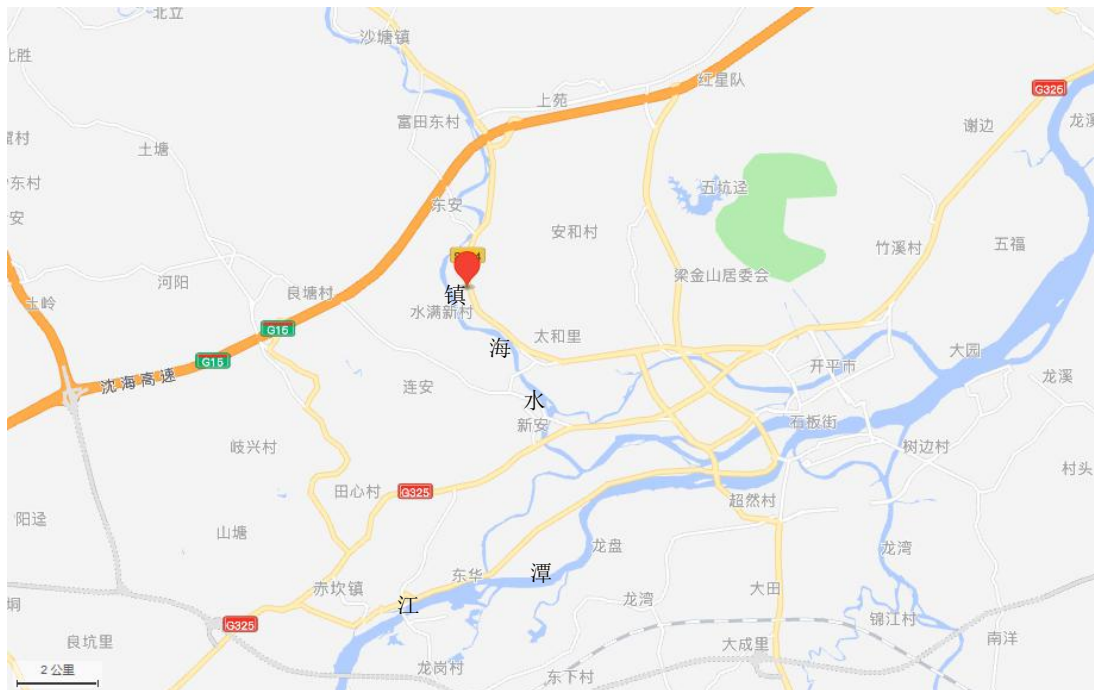 北立
沙塘镇
北胜
红星队
G325
上苑
富田东村
谢边
龙溪
土塘
东村
五坑迳
东安
安
安和村
竹溪村
五福
梁金山居委会
河阳
良塘村
镇
水满新村
G15
太和里
海
G15
沈海高速
大园
开平市
龙溪
连安
水
新安
石板街
岐兴村
树边村
村头
田心村
G325
超然村
阳迳
山塘
龙盘
龙湾
东华
潭
赤坎镇
大田
江
龙湾
锦江村
G325
良坑里
南洋
大成里
2 公里
龙岗村
东下村